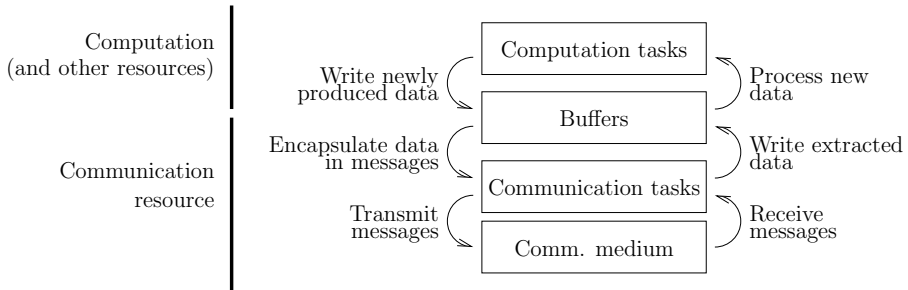 Computation
(and other resources)
Computation tasks
Write newly
produced data
Process new
data
Buffers
Encapsulate data
in messages
Write extracted
data
Communication
resource
Communication tasks
Transmit
messages
Receive
messages
Comm. medium